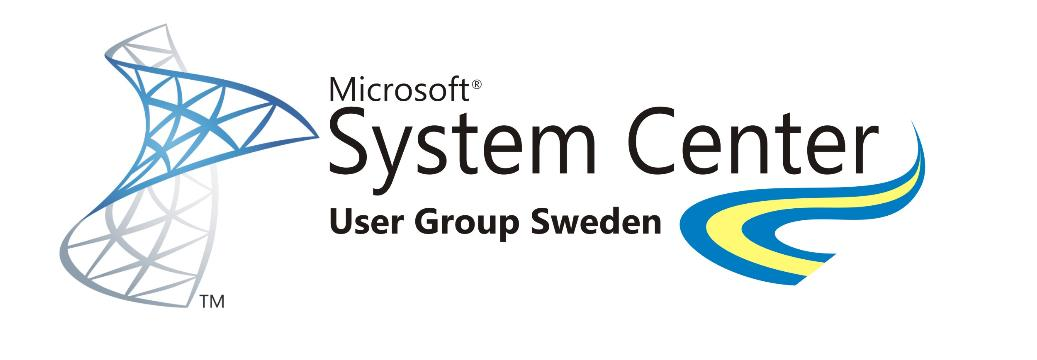 Microsoft®
System Center
User Group Sweden
TM